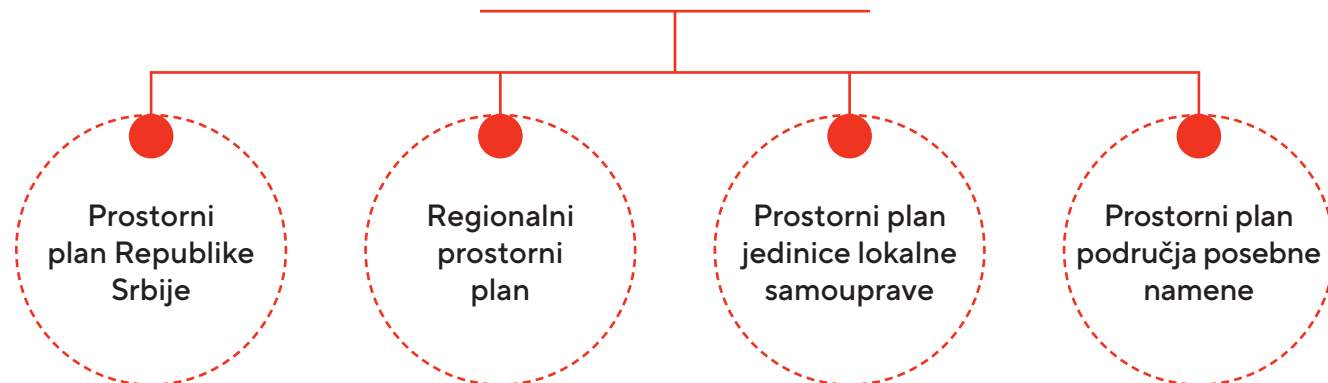 Prostorni
plan Republike
Srbije
Regionalni
prostorni
plan
Prostorni plan
jedinice lokalne
samouprave
Prostorni plan
područja posebne
namene